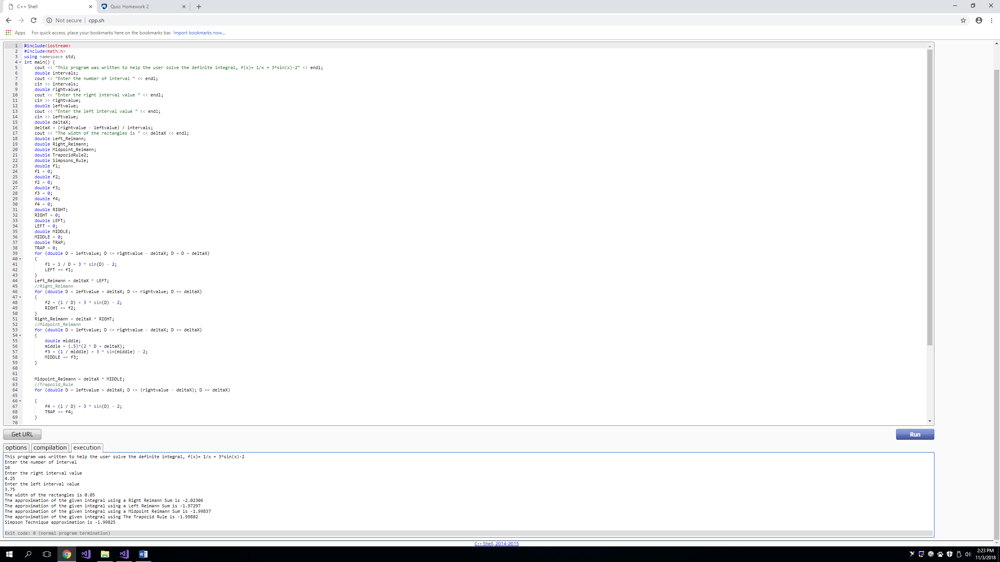 C++ Shell
Quiz: Homework 2
Not secure | cpp.sh
Apps For quick access, place your bookmarks here on the bookmarks bar. Import bookmarks now...
1 #include<iostream>
2 #include<math.h>
3 using namespace std;
4 int main() {
5 cout << "This program was written to help the user solve the definite integral, f(x)= 1/x + 3*sin(x)-2" << endl;
6 double intervals;
7 cout << "Enter the number of interval " << endl;
8 cin >> intervals;
9 double rightvalue;
10 cout << "Enter the right interval value " << endl;
11 cin >> rightvalue;
12 double leftvalue;
13 cout << "Enter the left interval value " << endl;
14 cin >> leftvalue;
15 double deltaX;
16 deltaX = (rightvalue - leftvalue) / intervals;
17 cout << "The width of the rectangles is " << deltaX << endl;
18 double Left_Reimann;
19 double Right_Reimann;
20 double Midpoint_Reimann;
21 double TrapozidRule2;
22 double Simpsons_Rule;
23 double f1;
24 f1 = 0;
25 double f2;
26 f2 = 0;
27 double f3;
28 f3 = 0;
29 double f4;
30 f4 = 0;
31 double RIGHT;
32 RIGHT = 0;
33 double LEFT;
34 LEFT = 0;
35 double MIDDLE;
36 MIDDLE = 0;
37 double TRAP;
38 TRAP = 0;
39 for (double D = leftvalue; D <= rightvalue - deltaX; D = D + deltaX)
40 {
41 f1 = 1 / D + 3 * sin(D) - 2;
42 LEFT += f1;
43 }
44 Left_Reimann = deltaX * LEFT;
45 //Right_Reimann
46 for (double D = leftvalue + deltaX; D <= rightvalue; D += deltaX)
47 {
48 f2 = (1 / D) + 3 * sin(D) - 2;
49 RIGHT += f2;
50 }
51 Right_Reimann = deltaX * RIGHT;
52 //Midpoint_Reimann
53 for (double D = leftvalue; D <= rightvalue - deltaX; D += deltaX)
54 {
55 double middle;
56 middle = (.5)*(2 * D + deltaX);
57 f3 = (1 / middle) + 3 * sin(middle) - 2;
58 MIDDLE += f3;
59 }
60
61
62 Midpoint_Reimann = deltaX * MIDDLE;
63 //Trapozid_Rule
64 for (double D = leftvalue + deltaX; D <= (rightvalue - deltaX); D += deltaX)
65
66 {
67 f4 = (1 / D) + 3 * sin(D) - 2;
68 TRAP += f4;
69 }
70
Get URL
Run
options compilation execution
This program was written to help the user solve the definite integral, f(x)= 1/x + 3*sin(x)-2
Enter the number of interval
10
Enter the right interval value
4.25
Enter the left interval value
3.75
The width of the rectangles is 0.05
The approximation of the given integral using a Right Reimann Sum is -2.02306
The approximation of the given integral using a Left Reimann Sum is -1.97297
The approximation of the given integral using a Midpoint Reimann Sum is -1.99837
The approximation of the given integral using The Trapozid Rule is -1.99802
Simpson Technique approximation is -1.99825
Exit code: 0 (normal program termination)
C++ Shell, 2014-2015
2:23 PM
11/3/2018